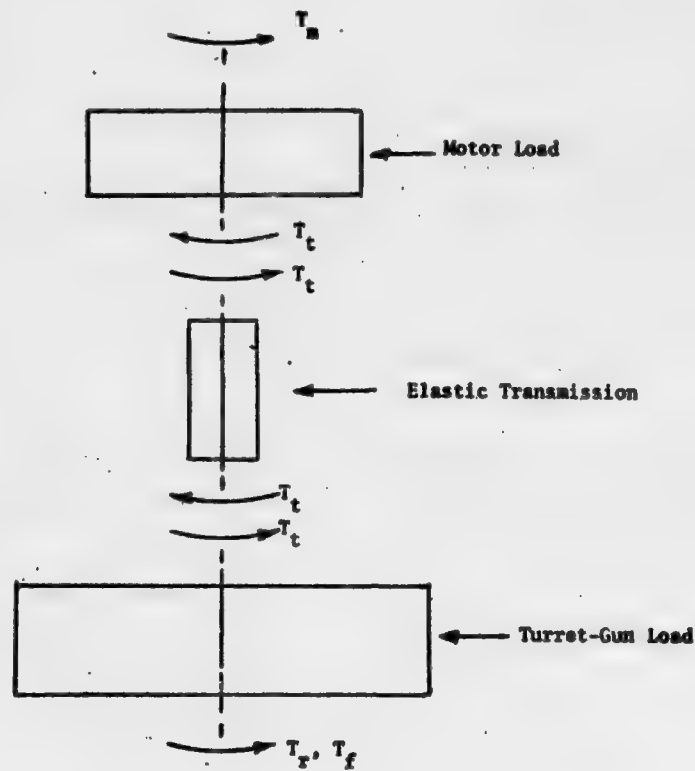 T_m
Motor Load
T_t
T_t
Elastic Transmission
T_t
T_t
Turret-Gun Load
T_r, T_f